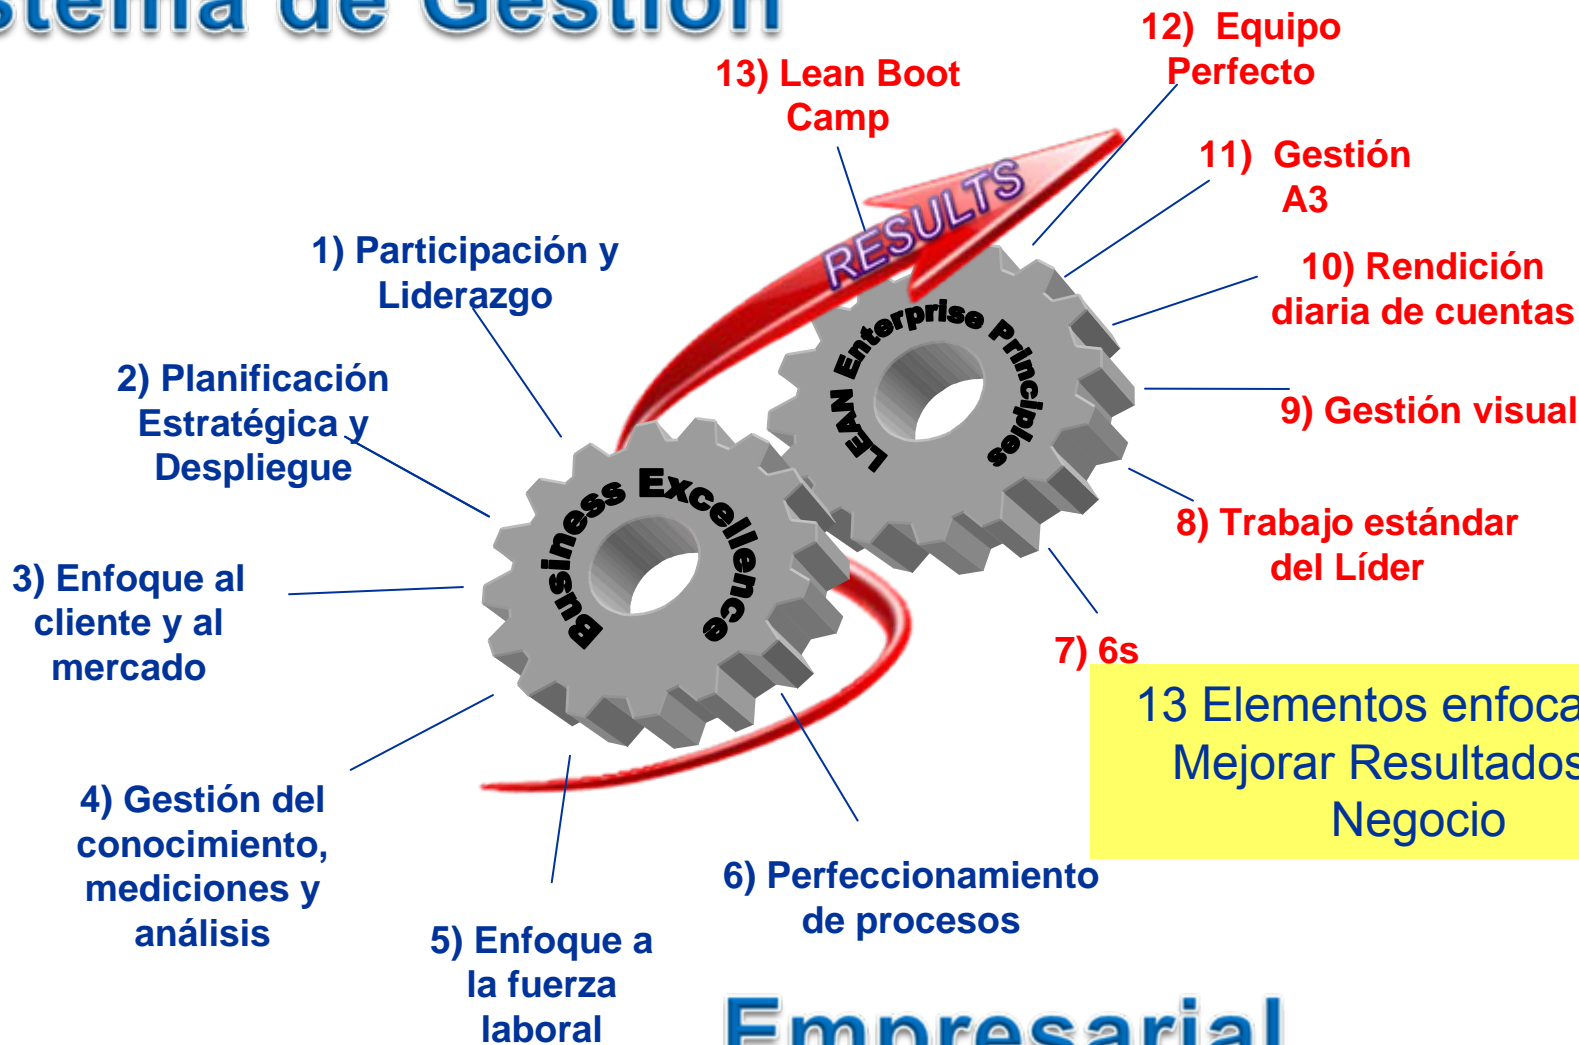 de Gestión
12) Equipo
Perfecto
13) Lean Boot
Camp
11) Gestión
A3
RESULTS
1) Participación y
Liderazgo
10) Rendición
diaria de cuentas
LEAN Enterprise Principles
2) Planificación
Estratégica y
Despliegue
9) Gestión visual
Business Excellence
8) Trabajo estándar
del Líder
3) Enfoque al
cliente y al
mercado
7) 6s
13 Elementos
Mejorar Resultados
Negocio
4) Gestión del
conocimiento,
mediciones y
análisis
6) Perfeccionamiento
de procesos
5) Enfoque a
la fuerza
laboral
Empresarial